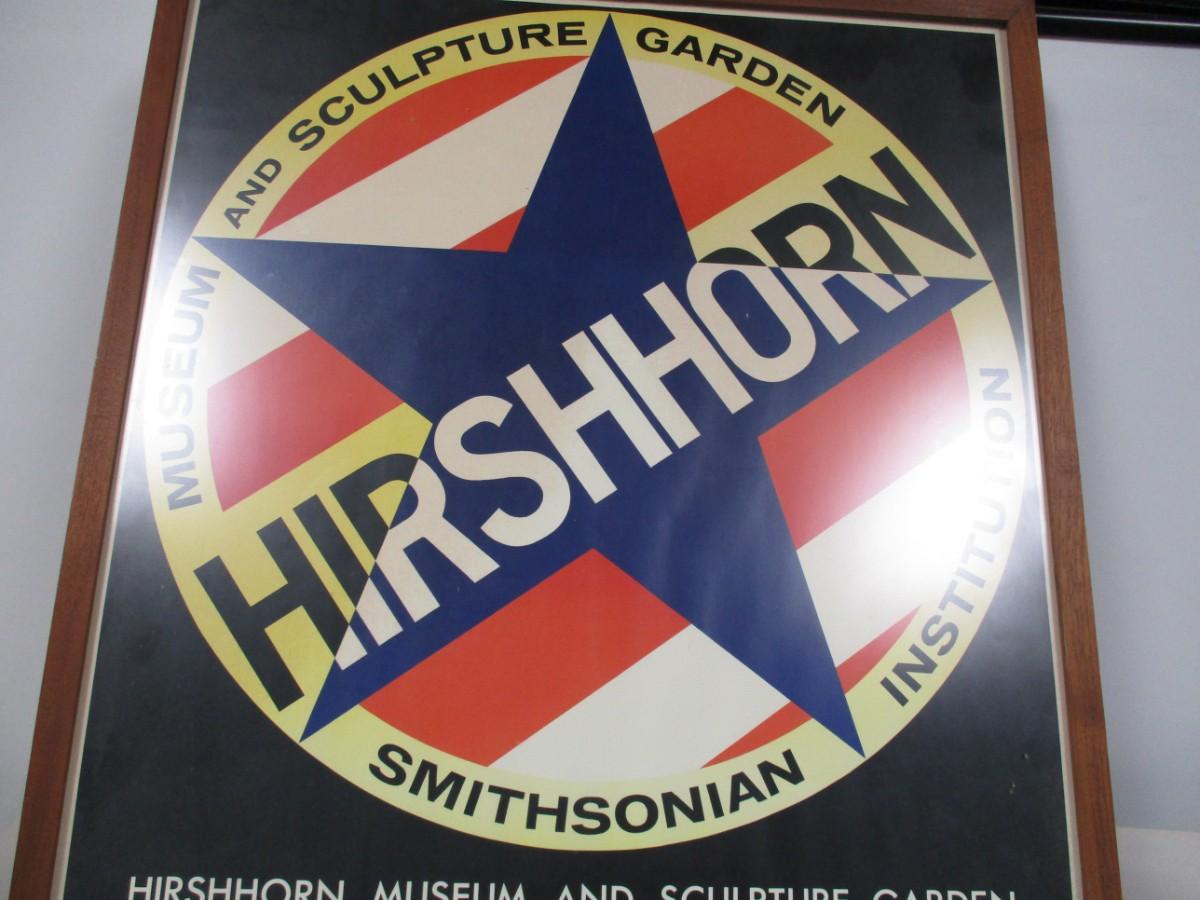 MUSEUM AND SCULPTURE GARDEN
HIRSHHORN
SMITHSONIAN INSTITUTION
HIRSHHORN MUSEUM AND SCULPTURE GARDEN